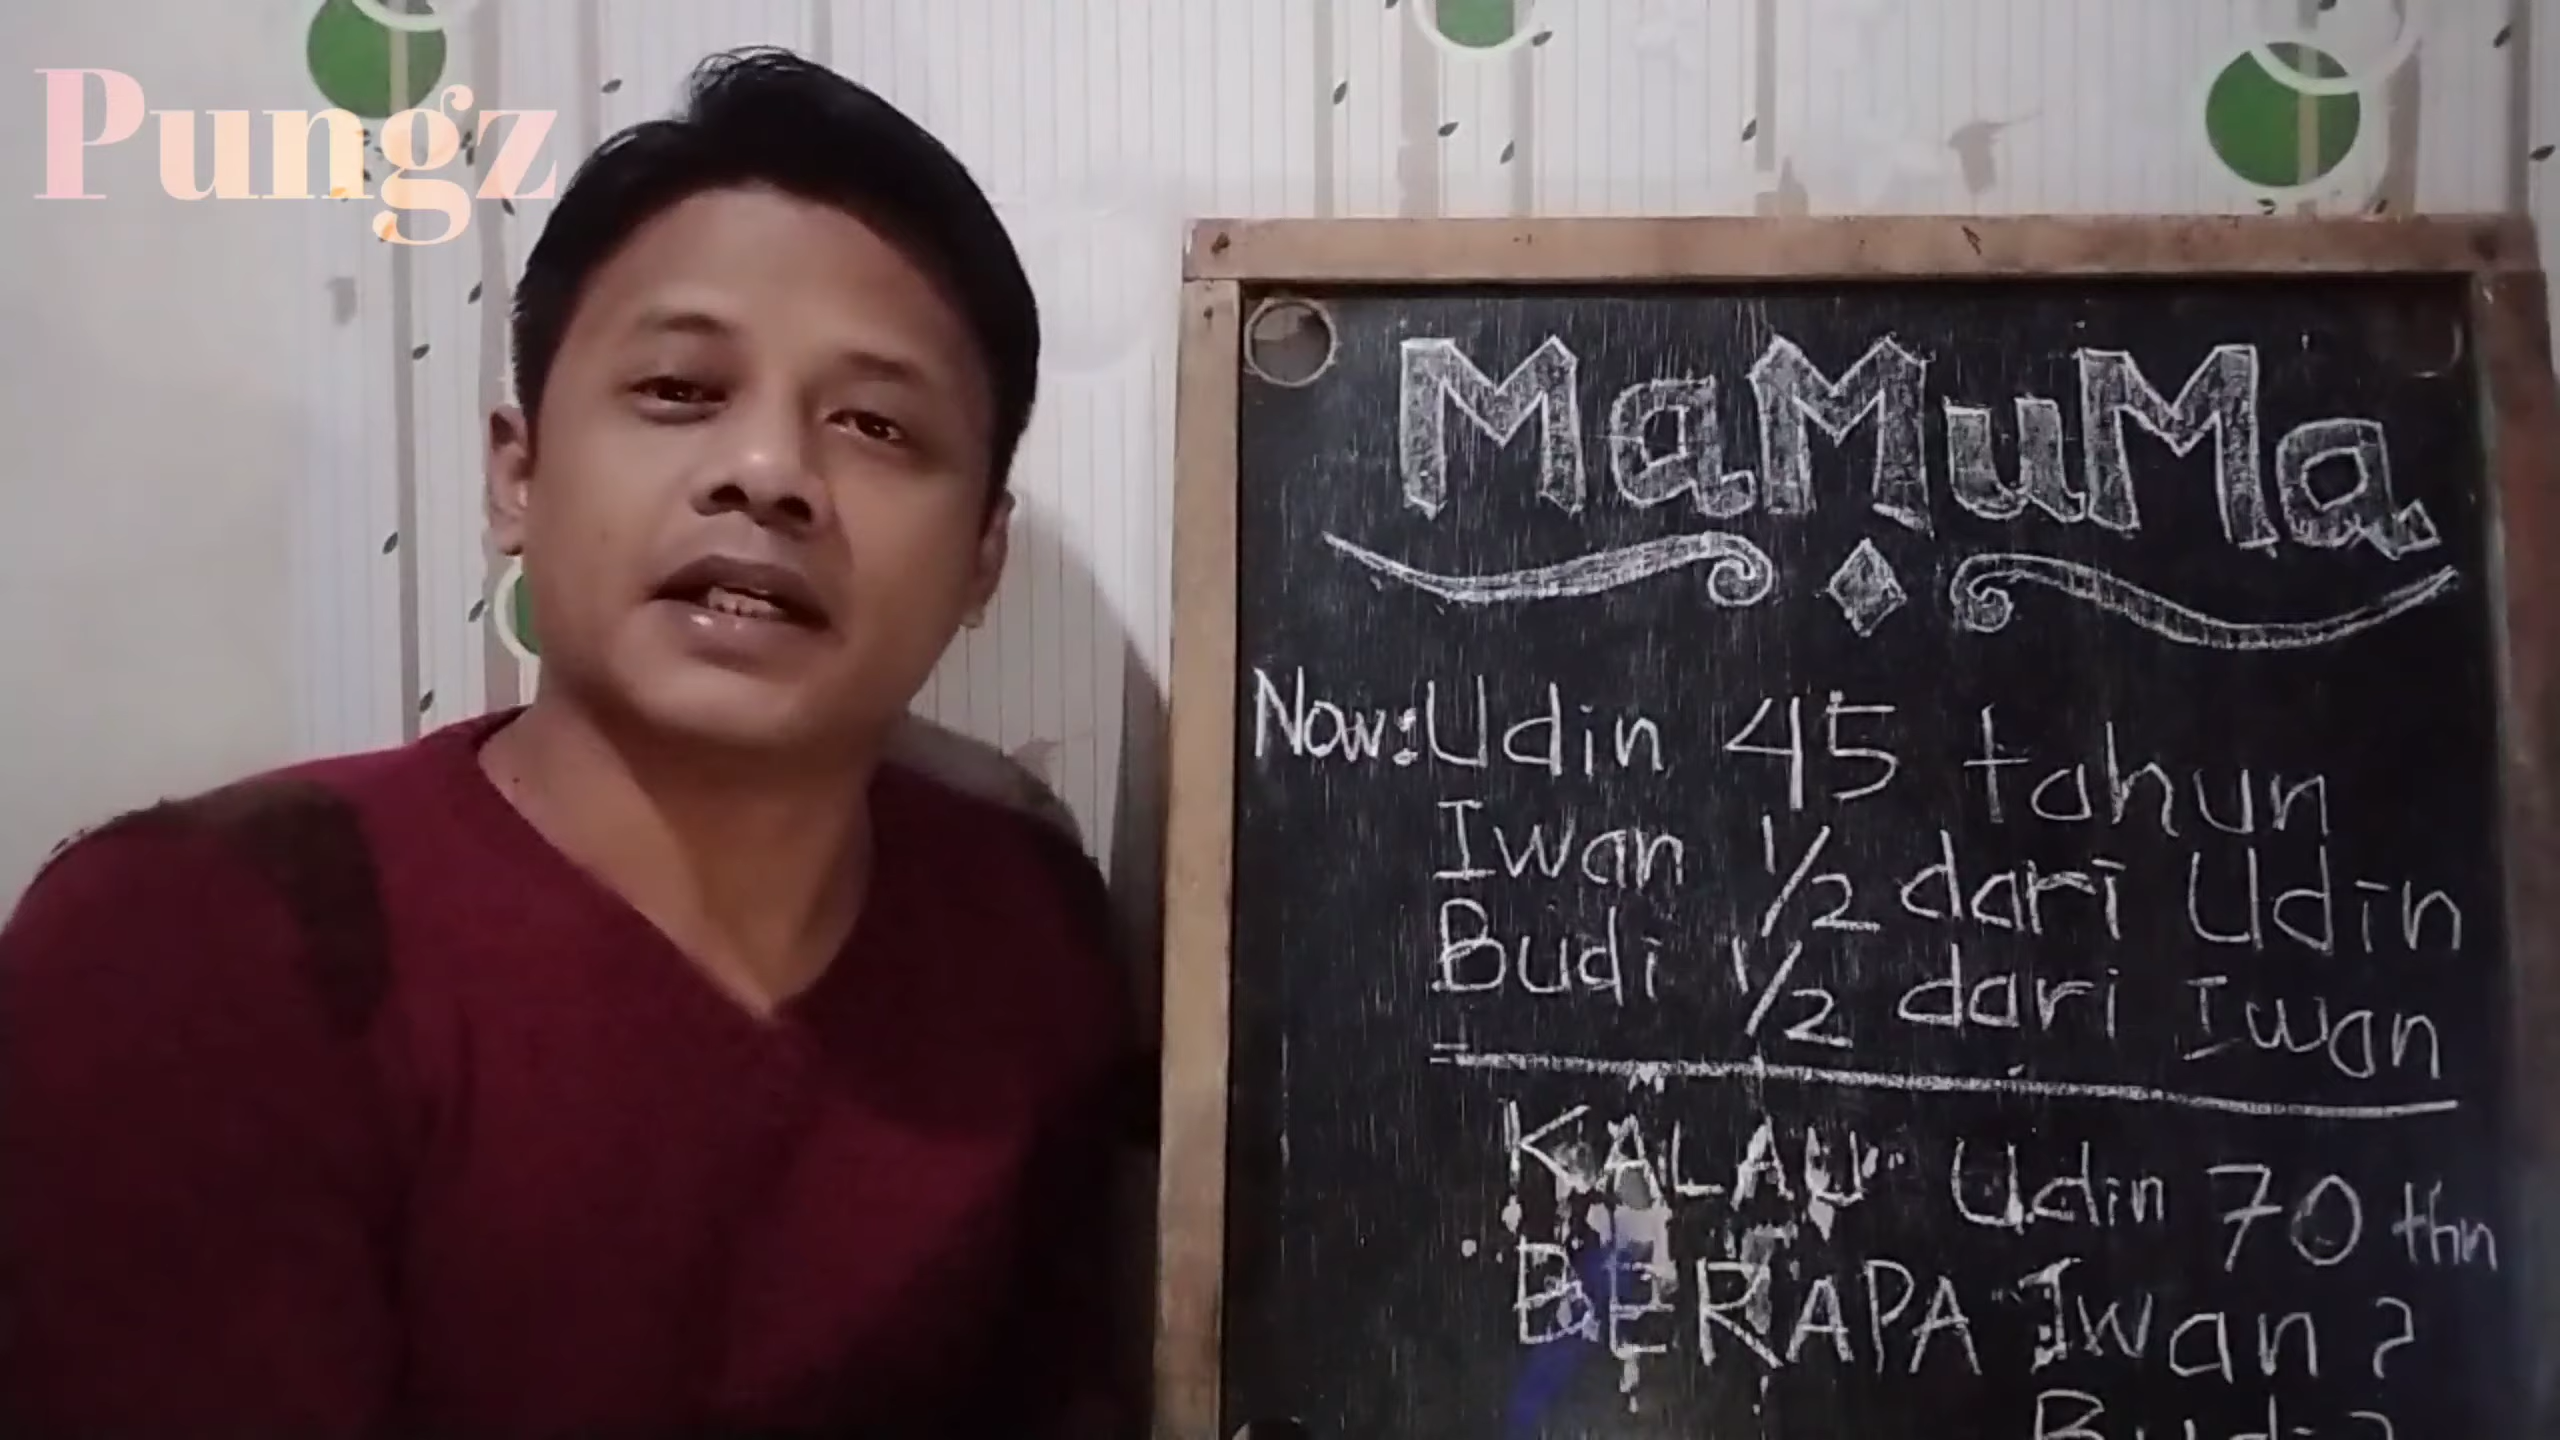 Pungz
MaMuMa
Now: Udin 45 tahun
Iwan 1/2 dari Udin
Budi 1/2 dari Iwan
KALAU Udin 70 thn
BERAPA Iwan ?
Budi ?